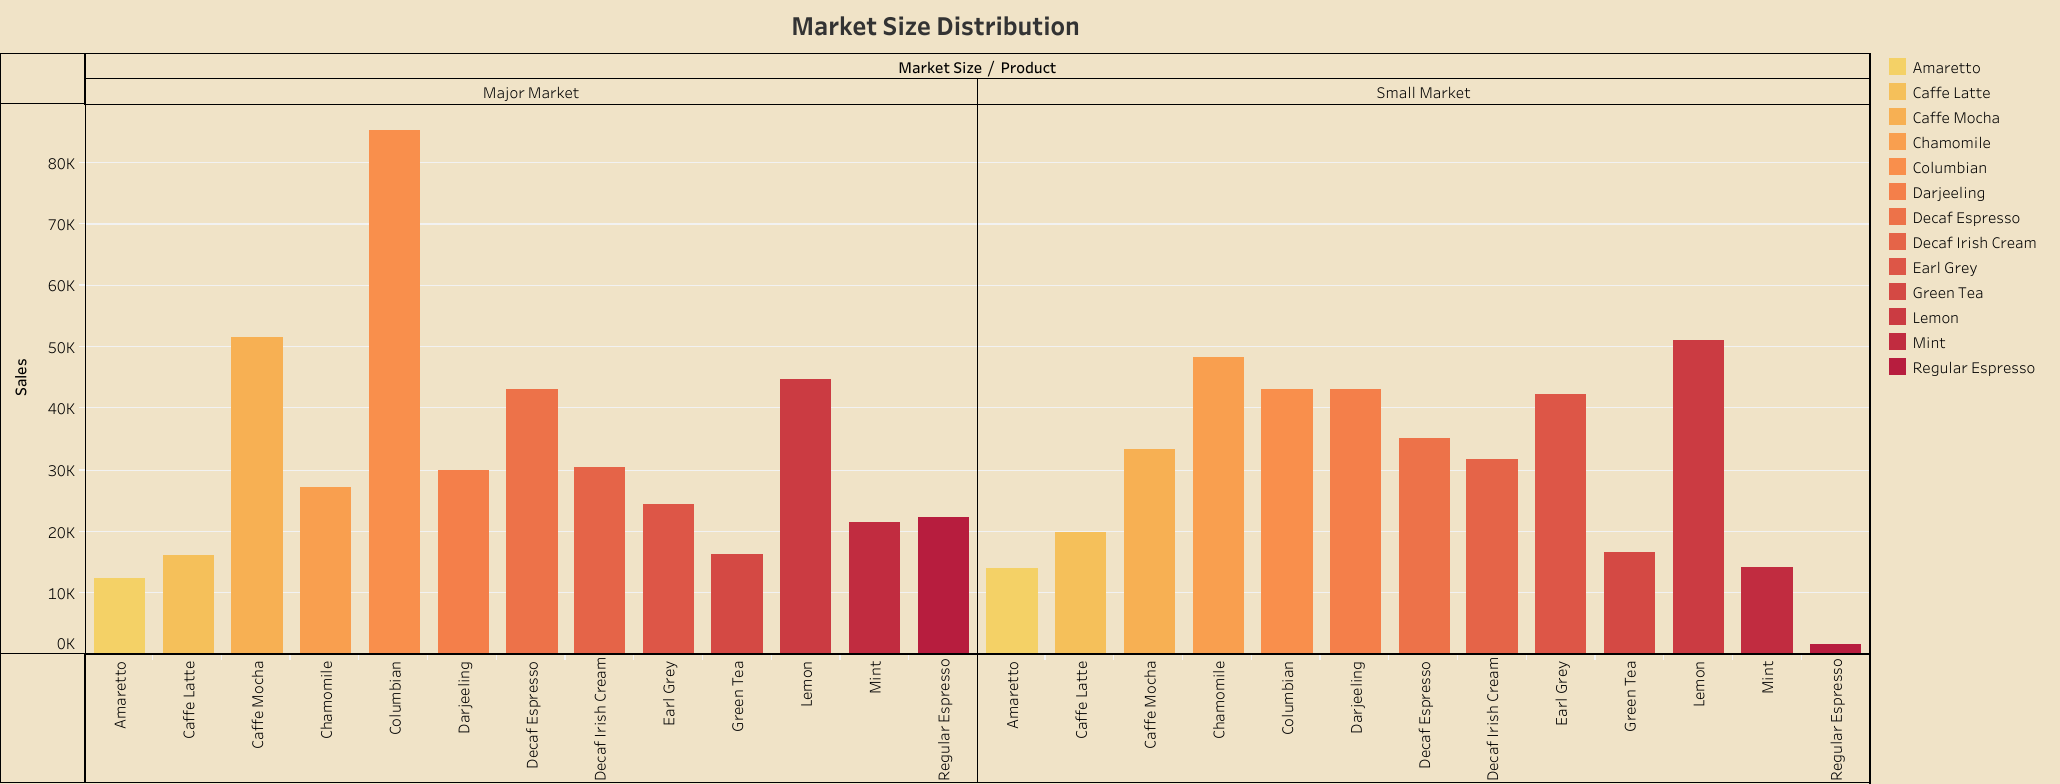 Market Size Distribution
Market Size / Product
Major Market
Small Market
Sales
80K
70K
60K
50K
40K
30K
20K
10K
0K
Amaretto
Caffe Latte
Caffe Mocha
Chamomile
Columbian
Darjeeling
Decaf Espresso
Decaf Irish Cream
Earl Grey
Green Tea
Lemon
Mint
Regular Espresso
Amaretto
Caffe Latte
Caffe Mocha
Chamomile
Columbian
Darjeeling
Decaf Espresso
Decaf Irish Cream
Earl Grey
Green Tea
Lemon
Mint
Regular Espresso
Amaretto
Caffe Latte
Caffe Mocha
Chamomile
Columbian
Darjeeling
Decaf Espresso
Decaf Irish Cream
Earl Grey
Green Tea
Lemon
Mint
Regular Espresso